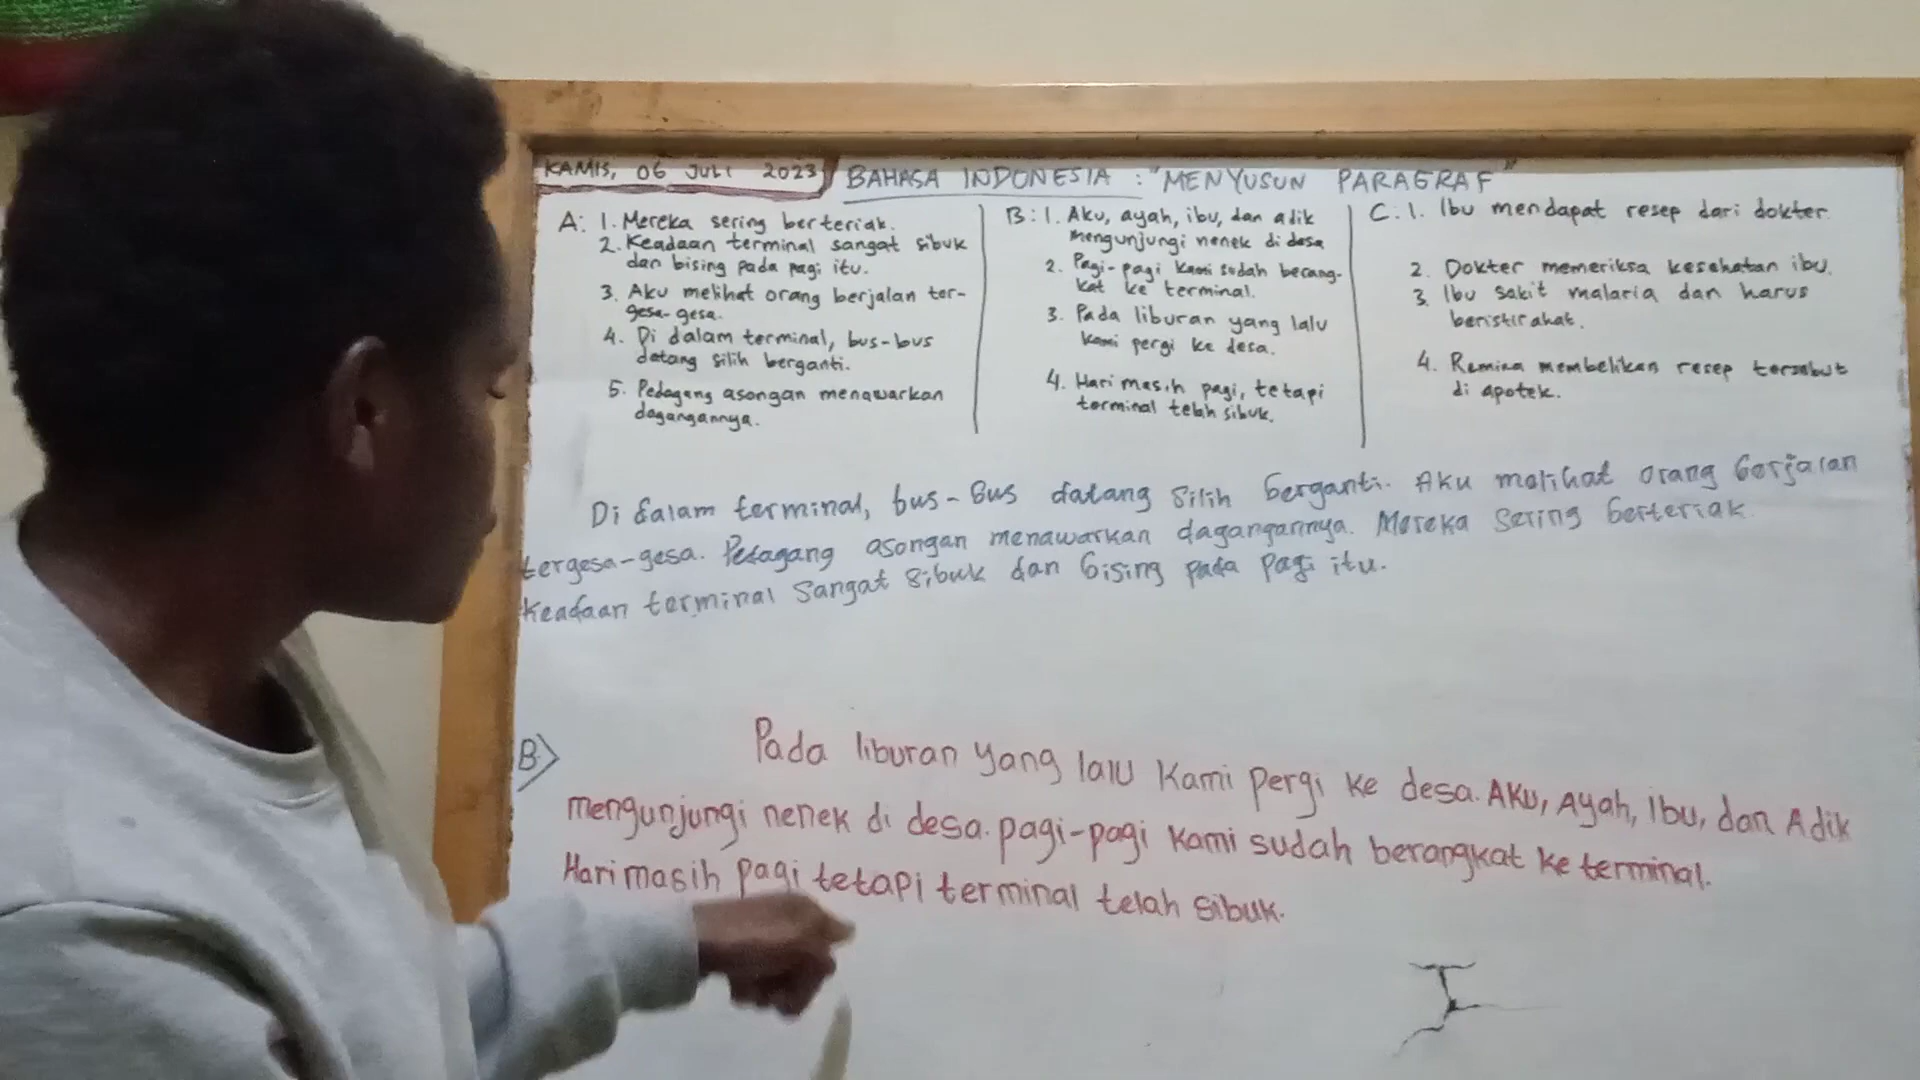 KAMIS, 06 JULI 2023
BAHASA INDONESIA : "MENYUSUN PARAGRAF"
A: 1. Mereka sering berteriak.
2. Keadaan terminal sangat sibuk
dan bising pada pagi itu.
3. Aku melihat orang berjalan ter-
gesa-gesa.
4. Di dalam terminal, bus-bus
datang silih berganti.
5. Pedagang asongan menawarkan
dagangannya.
B: 1. Aku, ayah, ibu, dan adik
mengunjungi nenek di desa
2. Pagi-pagi kami sudah berang-
kat ke terminal.
3. Pada liburan yang lalu
kami pergi ke desa.
4. Hari masih pagi, tetapi
terminal telah sibuk.
C: 1. Ibu mendapat resep dari dokter.
2. Dokter memeriksa kesehatan ibu.
3. Ibu sakit malaria dan harus
beristirahat.
4. Remina membelikan resep tersebut
di apotek.
Di dalam terminal, bus-bus datang silih berganti. Aku melihat orang berjalan
tergesa-gesa. Pedagang asongan menawarkan dagangannya. Mereka sering berteriak.
Keadaan terminal sangat sibuk dan bising pada pagi itu.
B>
Pada liburan yang lalu kami pergi ke desa. Aku, Ayah, Ibu, dan Adik
mengunjungi nenek di desa. pagi-pagi kami sudah berangkat ke terminal.
Hari masih pagi tetapi terminal telah sibuk.